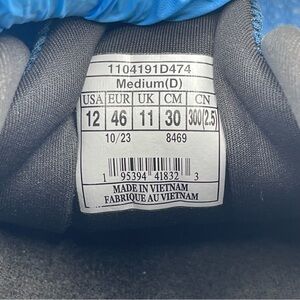 1104191D474
Medium(D)
USA EUR UK CM CN
12 46 11 30 300(2.5)
10/23 8469
1 95394 41832 3
MADE IN VIETNAM
FABRIQUE AU VIETNAM